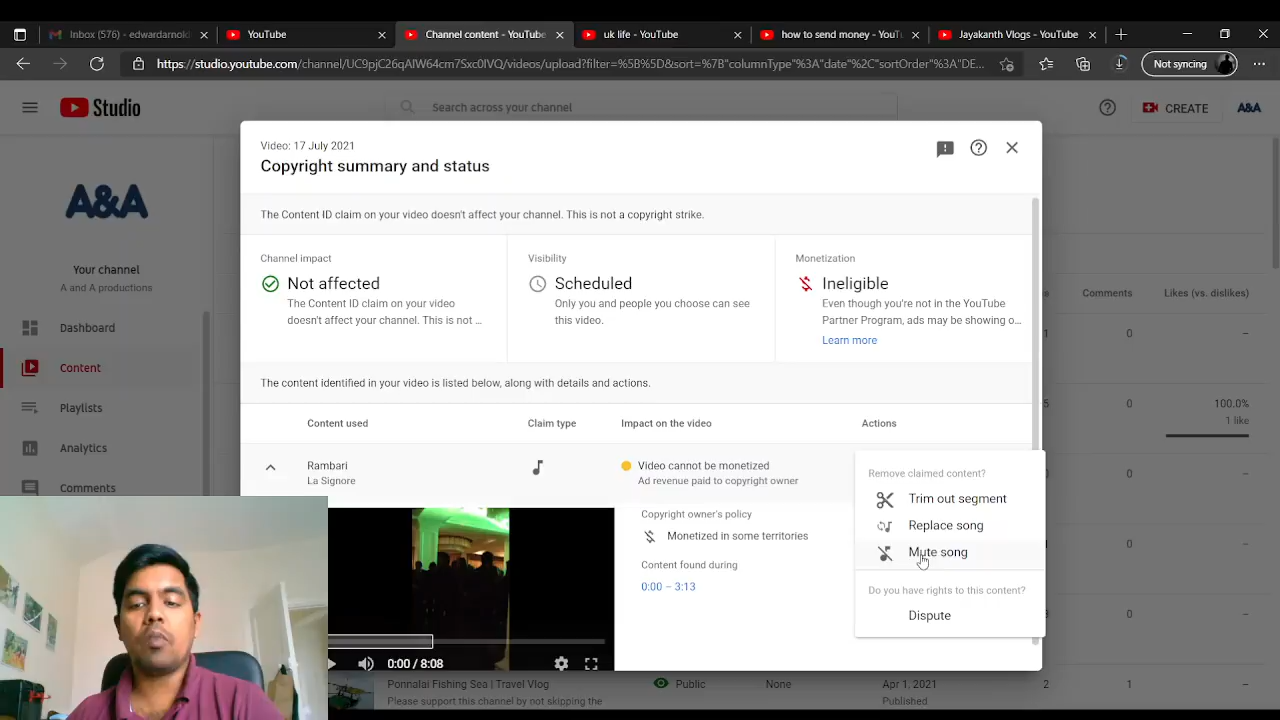 Inbox (576) - edwardarnold
YouTube
Channel content - YouTube
uk life - YouTube
how to send money - YouTu
Jayakanth Vlogs - YouTube
https://studio.youtube.com/channel/UC9pjC26qAIW64cm7Sxc0IVQ/videos/upload?filter=%5B%5D&sort=%7B"columnType"%3A"date"%2C"sortOrder"%3A"DE...
Not syncing
Studio
Search across your channel
CREATE
A&A
A&A
Your channel
A and A productions
Dashboard
Content
Playlists
Analytics
Comments
Video: 17 July 2021
Copyright summary and status
The Content ID claim on your video doesn't affect your channel. This is not a copyright strike.
Channel impact
Not affected
The Content ID claim on your video
doesn't affect your channel. This is not ...
Visibility
Scheduled
Only you and people you choose can see
this video.
Monetization
Ineligible
Even though you're not in the YouTube
Partner Program, ads may be showing o...
Learn more
The content identified in your video is listed below, along with details and actions.
Content used
Claim type
Impact on the video
Actions
Rambari
La Signore
Video cannot be monetized
Ad revenue paid to copyright owner
Copyright owner's policy
Monetized in some territories
Content found during
0:00 – 3:13
0:00 / 8:08
Remove claimed content?
Trim out segment
Replace song
Mute song
Do you have rights to this content?
Dispute
Comments
Likes (vs. dislikes)
1
0
–
5
0
100.0%
1 like
0
–
0
–
0
–
Ponnalai Fishing Sea | Travel Vlog
Please support this channel by not skipping the
Public
None
Apr 1, 2021
Published
2
1
–